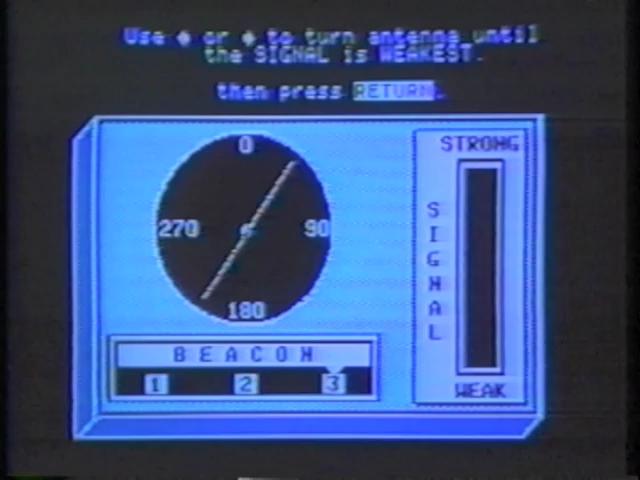 Use ← or → to turn antenna until
the SIGNAL is WEAKEST.
then press RETURN.
0
270
90
180
BEACON
1 2 3
STRONG
SIGNAL
WEAK